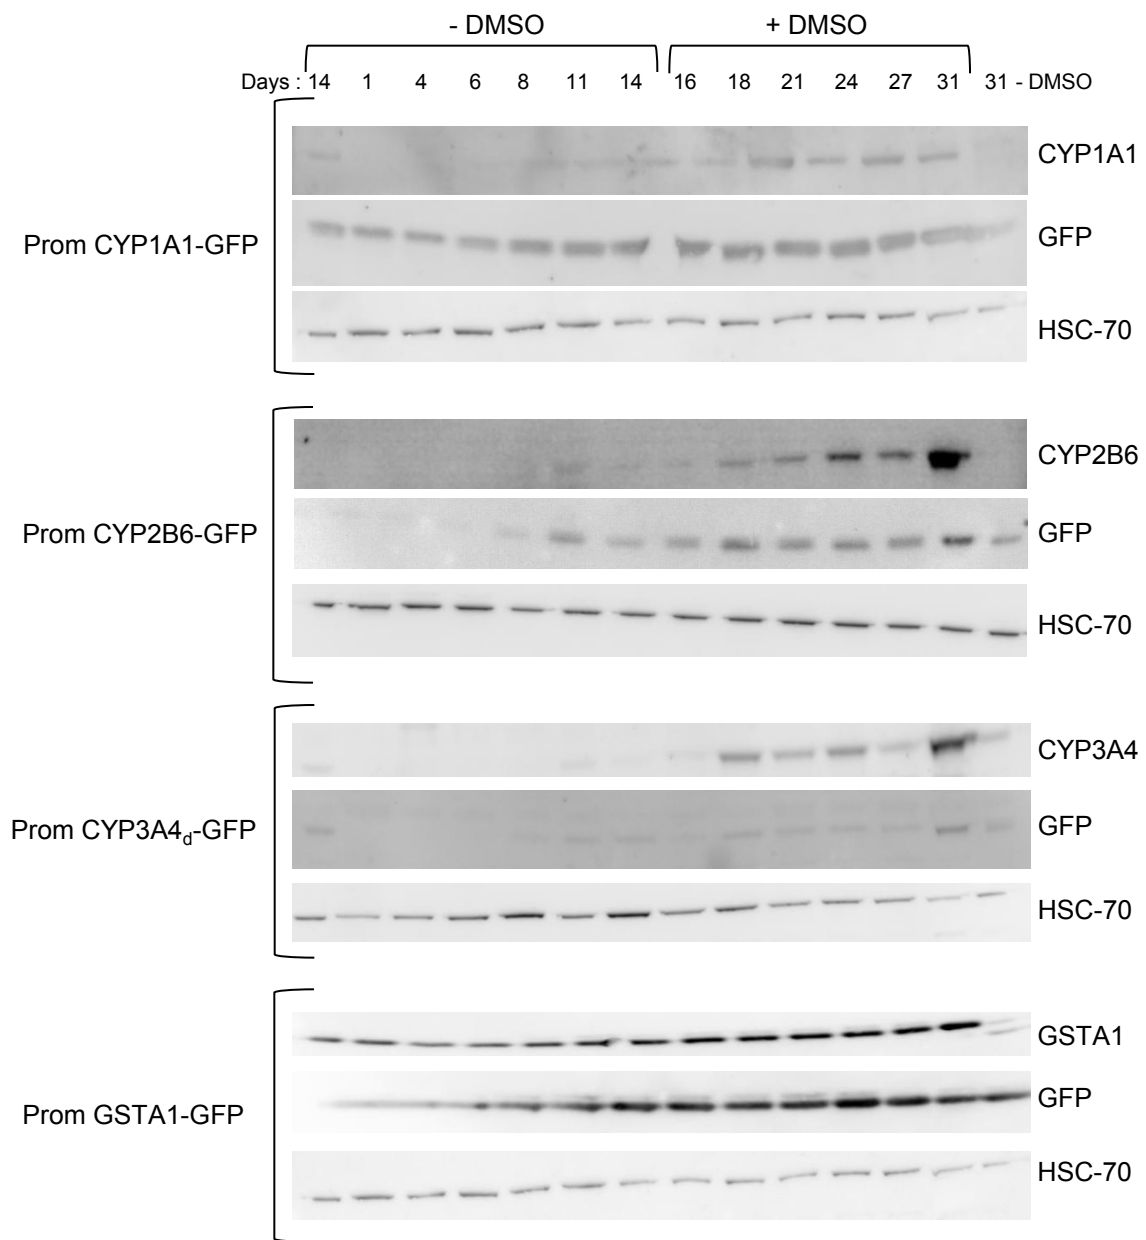 - DMSO + DMSO
Days : 14 1 4 6 8 11 14 16 18 21 24 27 31 31 - DMSO
CYP1A1
Prom CYP1A1-GFP GFP
HSC-70
CYP2B6
Prom CYP2B6-GFP GFP
HSC-70
CYP3A4
Prom CYP3A4d-GFP GFP
HSC-70
GSTA1
Prom GSTA1-GFP GFP
HSC-70